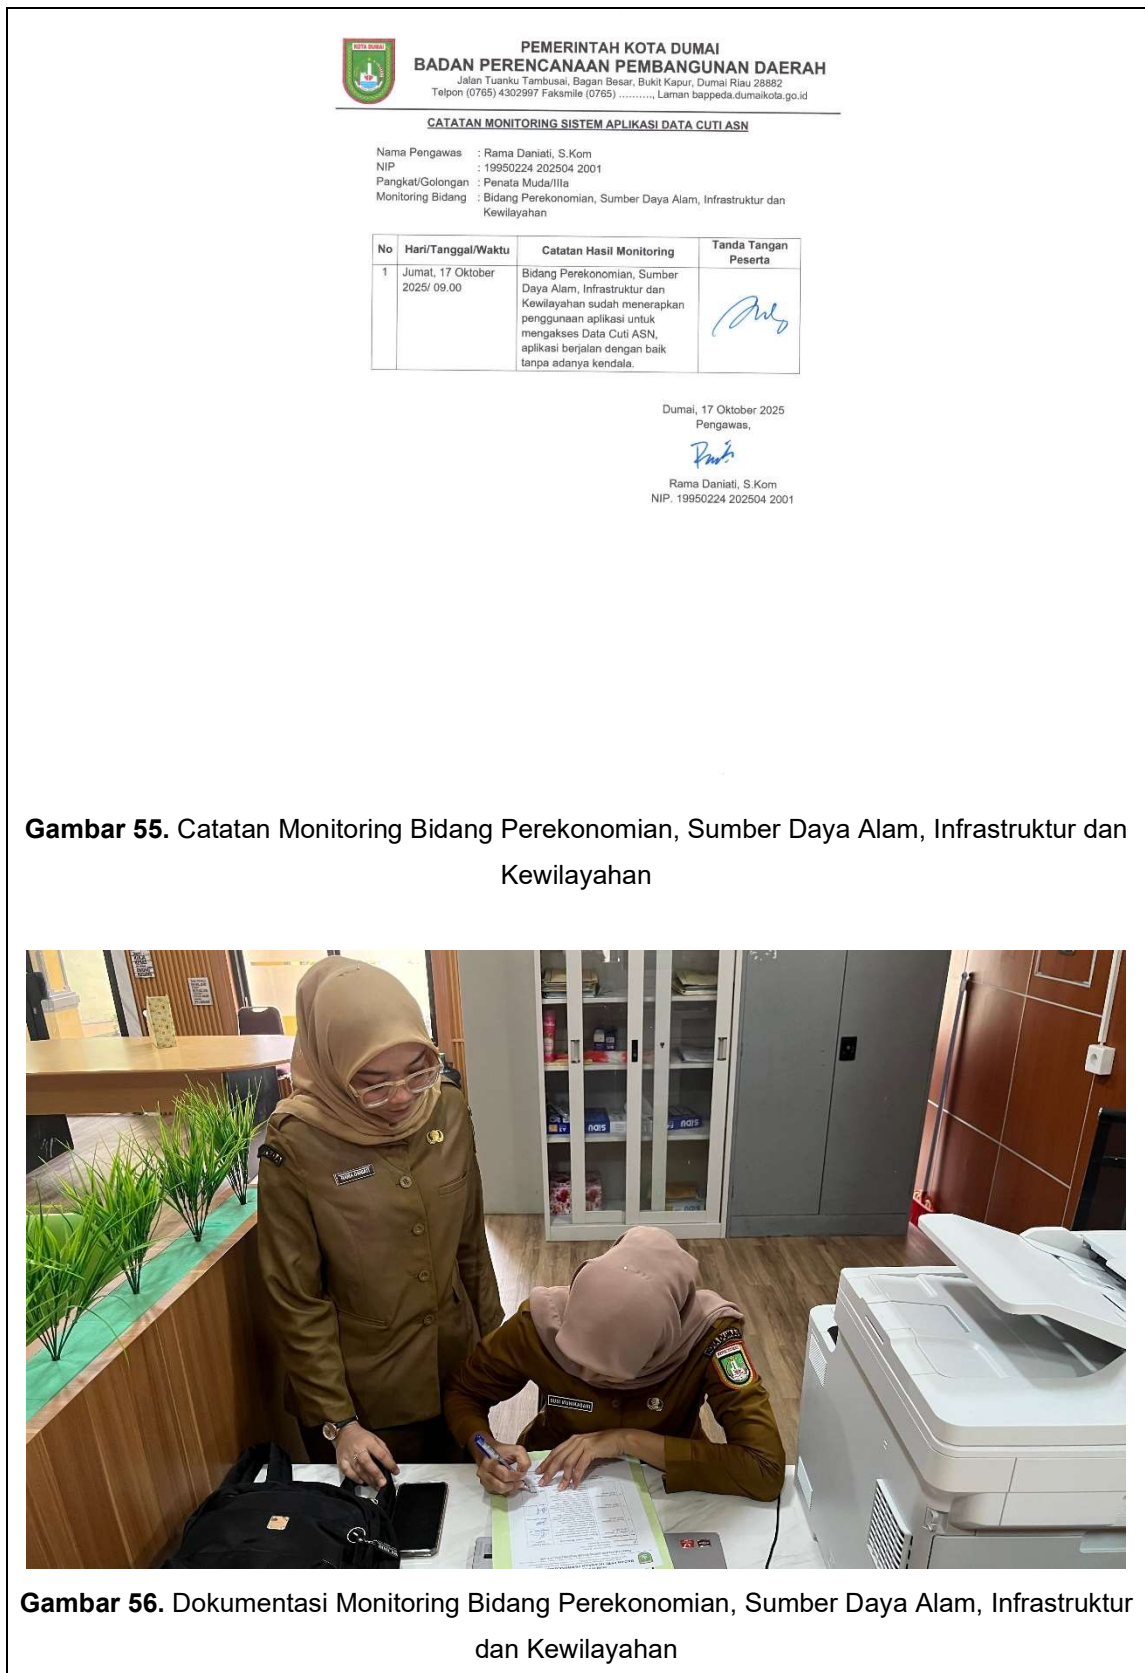 KOTA DUMAI
PEMERINTAH KOTA DUMAI
BADAN PERENCANAAN PEMBANGUNAN DAERAH
Jalan Tuanku Tambusai, Bagan Besar, Bukit Kapur, Dumai Riau 28882
Telpon (0765) 4302997 Faksmile (0765) .........., Laman bappeda.dumaikota.go.id
CATATAN MONITORING SISTEM APLIKASI DATA CUTI ASN
Nama Pengawas : Rama Daniati, S.Kom
NIP : 19950224 202504 2001
Pangkat/Golongan : Penata Muda/IIIa
Monitoring Bidang : Bidang Perekonomian, Sumber Daya Alam, Infrastruktur dan
Kewilayahan
No Hari/Tanggal/Waktu Catatan Hasil Monitoring Tanda Tangan
Peserta
1 Jumat, 17 Oktober Bidang Perekonomian, Sumber
2025/ 09.00 Daya Alam, Infrastruktur dan
Kewilayahan sudah menerapkan
penggunaan aplikasi untuk
mengakses Data Cuti ASN,
aplikasi berjalan dengan baik
tanpa adanya kendala.
Dumai, 17 Oktober 2025
Pengawas,
Rama Daniati, S.Kom
NIP. 19950224 202504 2001
Gambar 55. Catatan Monitoring Bidang Perekonomian, Sumber Daya Alam, Infrastruktur dan
Kewilayahan
RAMA DANIATI
SIDU
SIDU
KOTA DUMAI
Gambar 56. Dokumentasi Monitoring Bidang Perekonomian, Sumber Daya Alam, Infrastruktur
dan Kewilayahan